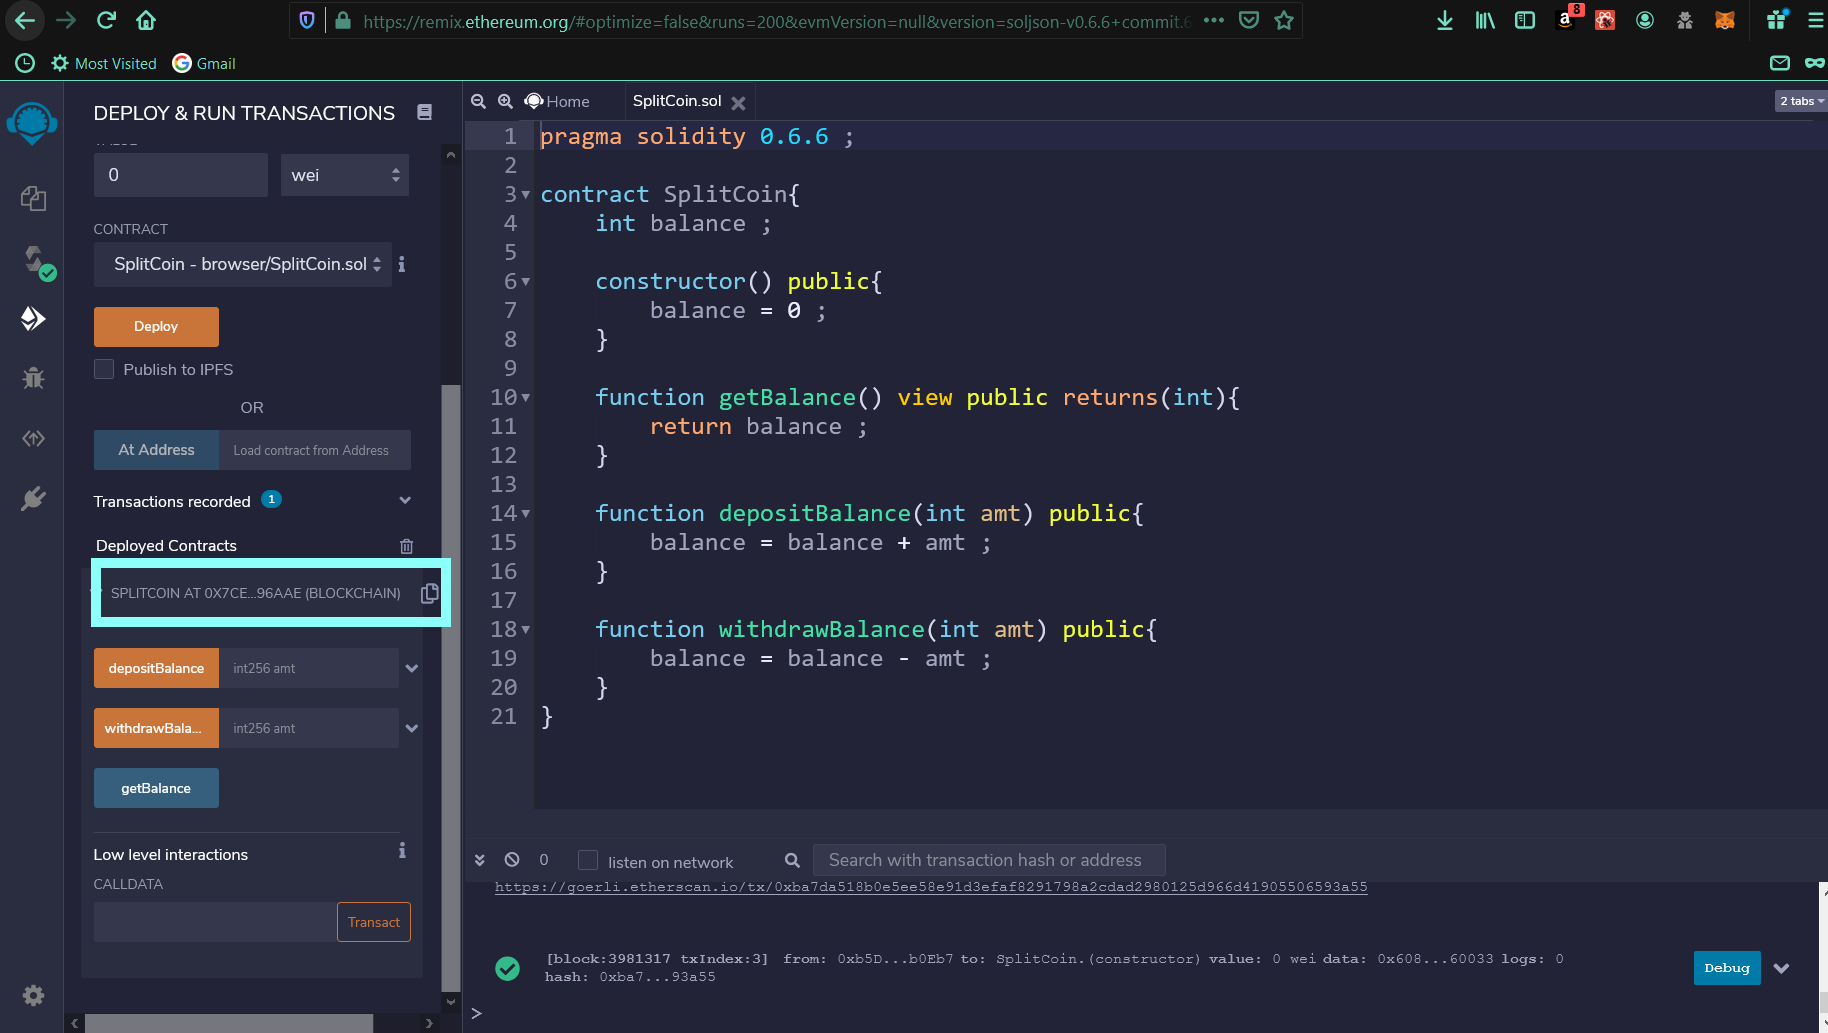 https://remix.ethereum.org/#optimize=false&runs=200&evmVersion=null&version=soljson-v0.6.6+commit.6
8
Most Visited
Gmail
DEPLOY & RUN TRANSACTIONS
0
wei
CONTRACT
SplitCoin - browser/SplitCoin.sol
i
Deploy
Publish to IPFS
OR
At Address
Load contract from Address
Transactions recorded 1
Deployed Contracts
SPLITCOIN AT 0X7CE...96AAE (BLOCKCHAIN)
depositBalance
int256 amt
withdrawBala...
int256 amt
getBalance
Low level interactions
i
CALLDATA
Transact
Home
SplitCoin.sol
2 tabs
1 pragma solidity 0.6.6 ;
2
3 contract SplitCoin{
4 int balance ;
5
6 constructor() public{
7 balance = 0 ;
8 }
9
10 function getBalance() view public returns(int){
11 return balance ;
12 }
13
14 function depositBalance(int amt) public{
15 balance = balance + amt ;
16 }
17
18 function withdrawBalance(int amt) public{
19 balance = balance - amt ;
20 }
21 }
0
listen on network
Search with transaction hash or address
https://goerli.etherscan.io/tx/0xba7da518b0e5ee58e91d3efaf8291798a2cdad2980125d966d41905506593a55
[block:3981317 txIndex:3] from: 0xb5D...b0Eb7 to: SplitCoin.(constructor) value: 0 wei data: 0x608...60033 logs: 0
hash: 0xba7...93a55
Debug
>